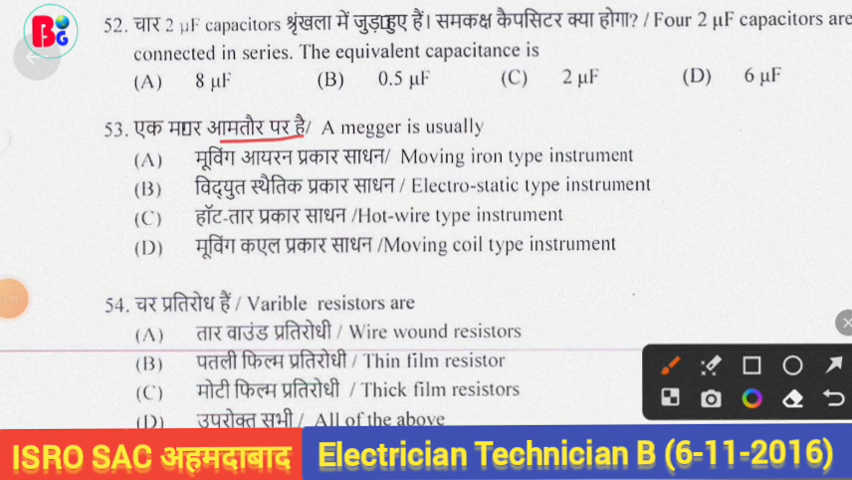 B
G
52. चार 2 μF capacitors श्रृंखला में जुड़ा हुए हैं। समकक्ष कैपसिटर क्या होगा? / Four 2 μF capacitors are
connected in series. The equivalent capacitance is
(A) 8 μF (B) 0.5 μF (C) 2 μF (D) 6 μF
53. एक आमतौर पर है/ A megger is usually
(A) मूविंग आयरन प्रकार साधन/ Moving iron type instrument
(B) विद्युत स्थैतिक प्रकार साधन / Electro-static type instrument
(C) हॉट-तार प्रकार साधन /Hot-wire type instrument
(D) मूविंग कएल प्रकार साधन /Moving coil type instrument
54. चर प्रतिरोध हैं / Varible resistors are
(A) तार वाउंड प्रतिरोधी / Wire wound resistors
(B) पतली फिल्म प्रतिरोधी / Thin film resistor
(C) मोटी फिल्म प्रतिरोधी / Thick film resistors
(D) उपरोक्त सभी / All of the above
ISRO SAC अहमदाबाद Electrician Technician B (6-11-2016)